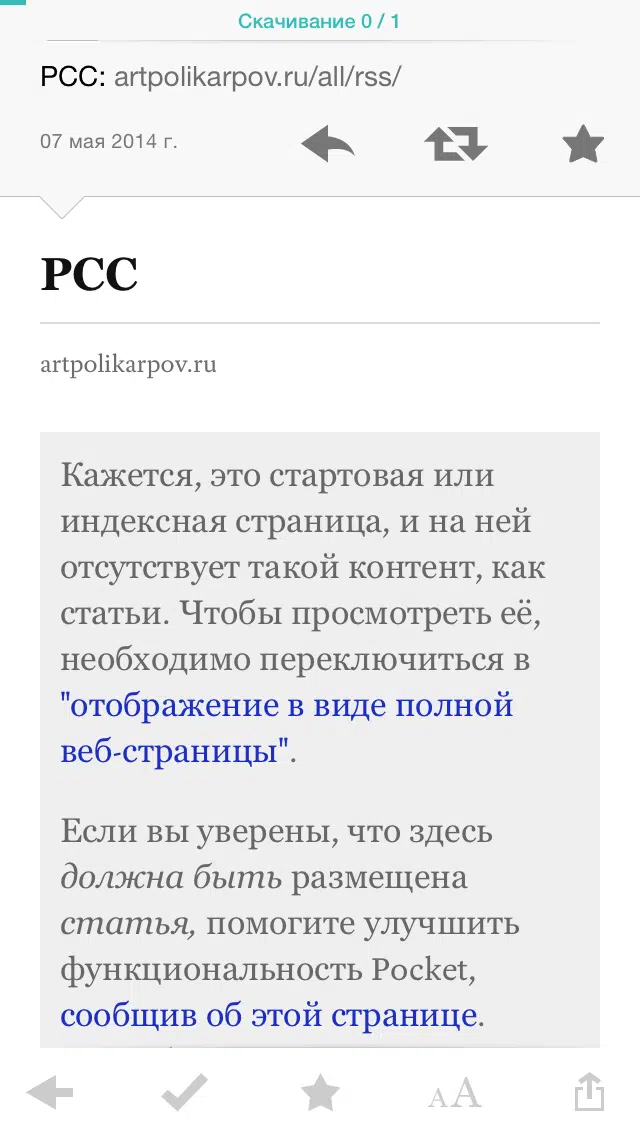 Скачивание 0 / 1
РСС: artpolikarpov.ru/all/rss/
07 мая 2014 г.
РСС
artpolikarpov.ru
Кажется, это стартовая или
индексная страница, и на ней
отсутствует такой контент, как
статьи. Чтобы просмотреть её,
необходимо переключиться в
"отображение в виде полной
веб-страницы".
Если вы уверены, что здесь
должна быть размещена
статья, помогите улучшить
функциональность Pocket,
сообщив об этой странице.
AA